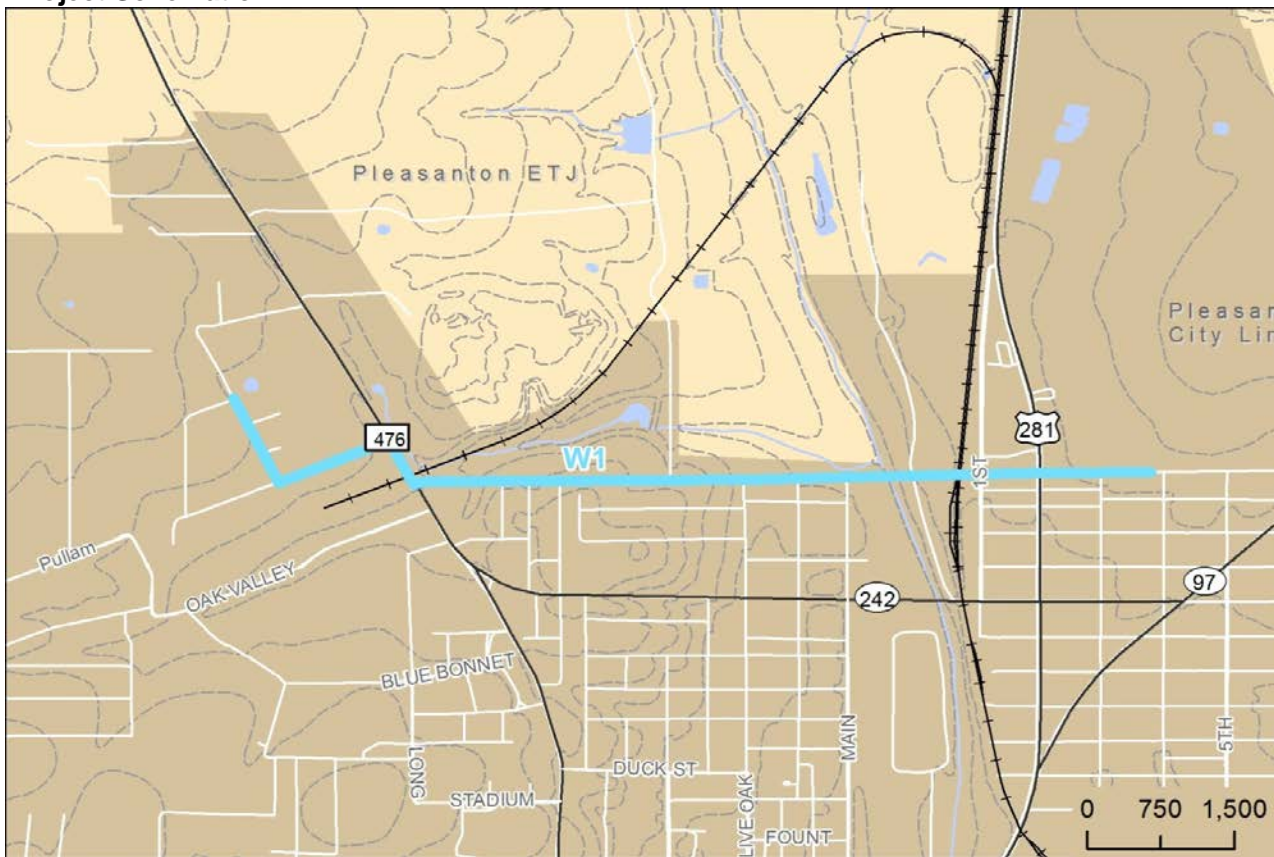 Pleasanton ETJ
Pleasan
City Lin
476
W1
281
1ST
Pullam
OAK VALLEY
242
97
BLUE BONNET
LONG
DUCK ST
STADIUM
LIVE OAK
MAIN
FOUNT
5TH
0 750 1,500